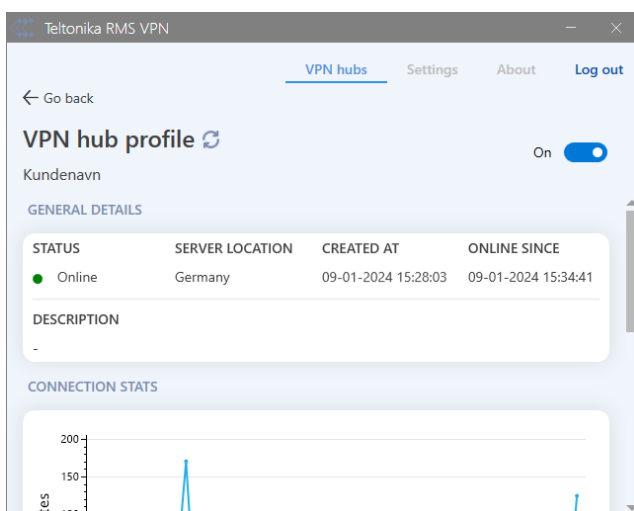 Teltonika RMS VPN
VPN hubs Settings About Log out
Go back
VPN hub profile
On
Kundenavn
GENERAL DETAILS
STATUS SERVER LOCATION CREATED AT ONLINE SINCE
Online Germany 09-01-2024 15:28:03 09-01-2024 15:34:41
DESCRIPTION
-
CONNECTION STATS
200
150